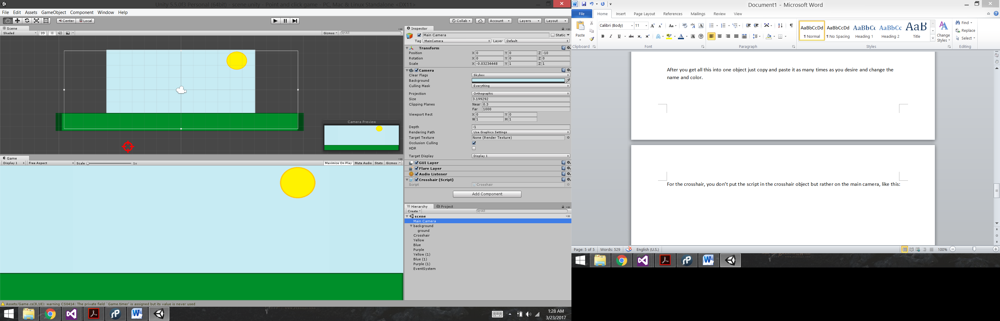 Unity 5.5.0f3 Personal (64bit) - scene.unity - Point and click game - PC, Mac & Linux Standalone <DX11>
File Edit Assets GameObject Component Window Help
Center Local
Collab Account Layers Layout
Scene
Shaded 2D Gizmos All
Camera Preview
Game
Display 1 Free Aspect Scale 1x Maximize On Play Mute Audio Stats Gizmos
Assets/Game.cs(8,18): warning CS0414: The private field `Game.timer' is assigned but its value is never used
Inspector
Main Camera Static
Tag MainCamera Layer Default
Transform
Position X 0 Y 0 Z -10
Rotation X 0 Y 0 Z 0
Scale X -0.03234448 Y 1 Z 1
Camera
Clear Flags Skybox
Background
Culling Mask Everything
Projection Orthographic
Size 3.199292
Clipping Planes Near 0.3
Far 1000
Viewport Rect X 0 Y 0
W 1 H 1
Depth -1
Rendering Path Use Graphics Settings
Target Texture None (Render Texture)
Occlusion Culling
HDR
Target Display Display 1
GUI Layer
Flare Layer
Audio Listener
Crosshair (Script)
Script Crosshair
Add Component
Hierarchy Project
Create All
scene
Main Camera
background
ground
Crosshair
Yellow
Blue
Purple
Yellow (1)
Blue (1)
Purple (1)
EventSystem
1:28 AM
3/23/2017
Document1 - Microsoft Word
File Home Insert Page Layout References Mailings Review View
Calibri (Body) 11
Paste
Clipboard Font Paragraph Styles Editing
AaBbCcDd AaBbCcDd AaBbCc AaBbCc AaB
¶ Normal ¶ No Spacing Heading 1 Heading 2 Title
Change Styles
Find
Replace
Select
After you get all this into one object just copy and paste it as many times as you desire and change the
name and color.
For the crosshair, you don’t put the script in the crosshair object but rather on the main camera, like this:
Page: 5 of 5 Words: 529 English (U.S.) 100%